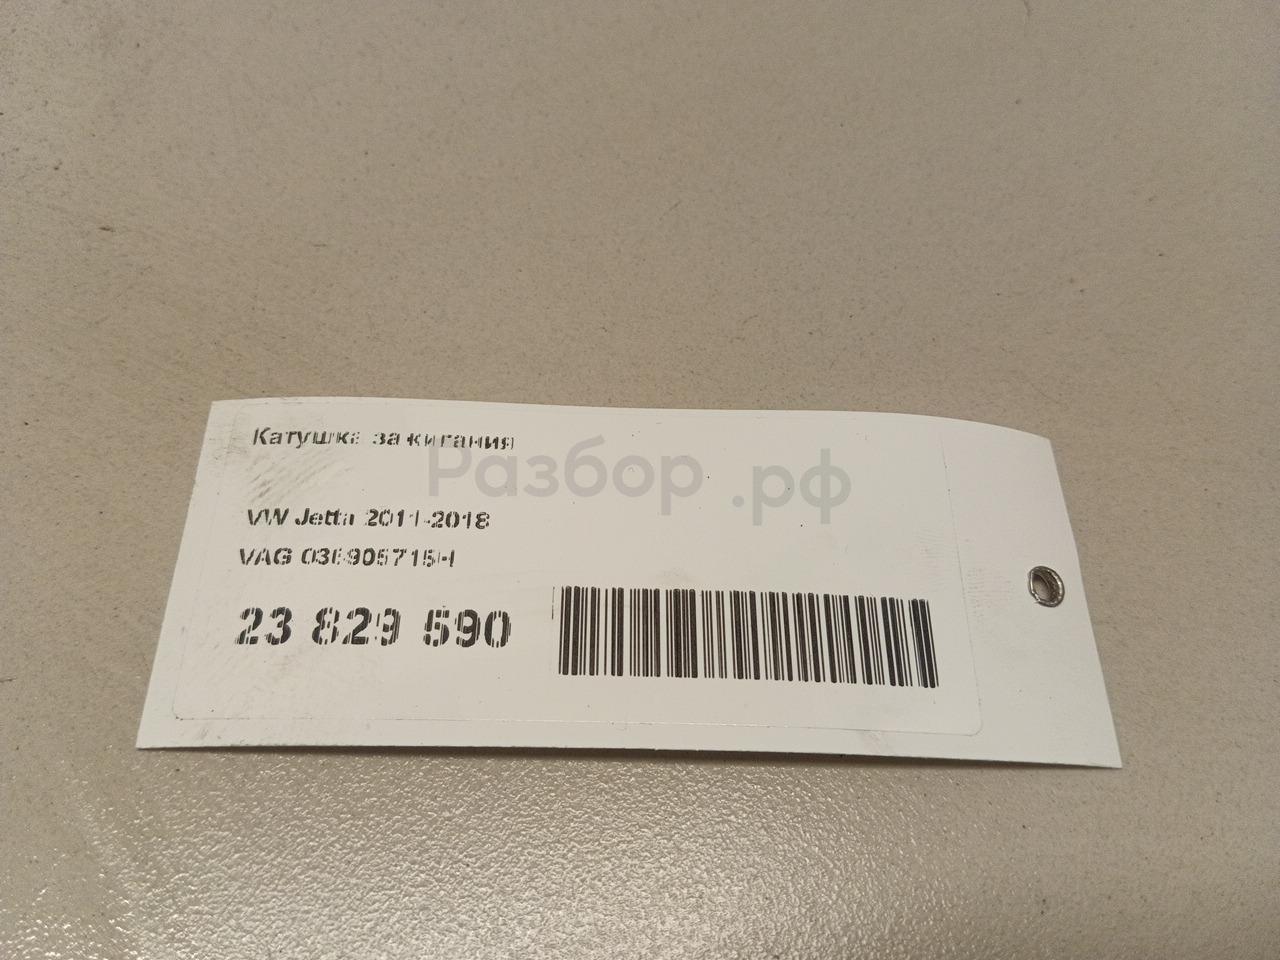 Катушка зажигания
Разбор.рф
VW Jetta 2011-2018
VAG 036905715H
23 829 590